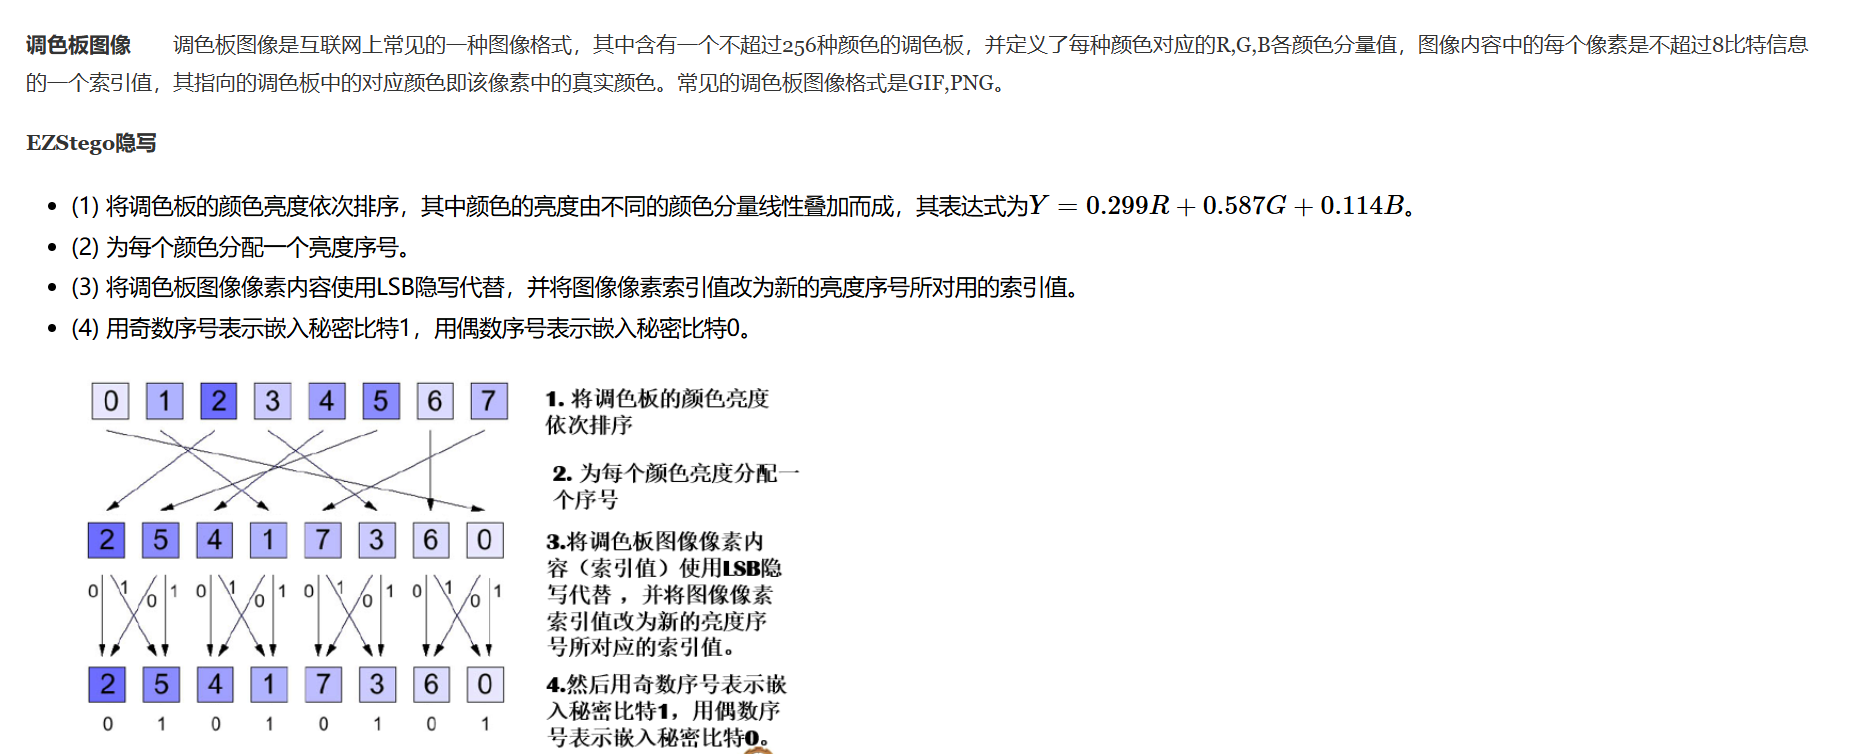 调色板图像　　调色板图像是互联网上常见的一种图像格式，其中含有一个不超过256种颜色的调色板，并定义了每种颜色对应的R,G,B各颜色分量值，图像内容中的每个像素是不超过8比特信息
的一个索引值，其指向的调色板中的对应颜色即该像素中的真实颜色。常见的调色板图像格式是GIF,PNG。
EZStego隐写
• (1) 将调色板的颜色亮度依次排序，其中颜色的亮度由不同的颜色分量线性叠加而成，其表达式为Y = 0.299R + 0.587G + 0.114B。
• (2) 为每个颜色分配一个亮度序号。
• (3) 将调色板图像像素内容使用LSB隐写代替，并将图像像素索引值改为新的亮度序号所对用的索引值。
• (4) 用奇数序号表示嵌入秘密比特1，用偶数序号表示嵌入秘密比特0。
0 1 2 3 4 5 6 7
2 5 4 1 7 3 6 0
0 1 0 1 0 1 0 1 0 1 0 1 0 1 0 1
2 5 4 1 7 3 6 0
0 1 0 1 0 1 0 1
1. 将调色板的颜色亮度
依次排序
2. 为每个颜色亮度分配一
个序号
3.将调色板图像像素内
容（索引值）使用LSB隐
写代替，并将图像像素
索引值改为新的亮度序
号所对应的索引值。
4.然后用奇数序号表示嵌
入秘密比特1，用偶数序
号表示嵌入秘密比特0。